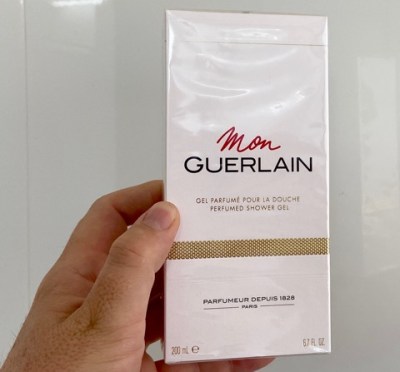 Mon
GUERLAIN
GEL PARFUMÉ POUR LA DOUCHE
PERFUMED SHOWER GEL
PARFUMEUR DEPUIS 1828
PARIS
200 mL ℮ 6.7 FL. OZ.